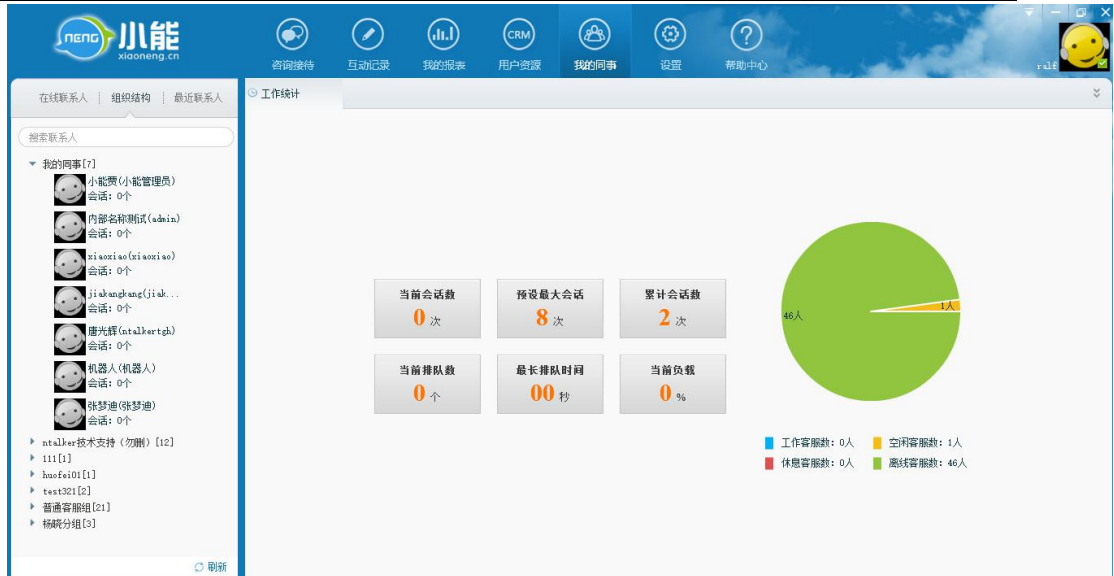 neng 小能
xiaoneng.cn
咨询接待
互动记录
我的报表
CRM
用户资源
我的同事
设置
帮助中心
ralf
在线联系人 | 组织结构 | 最近联系人
搜索联系人
我的同事[7]
小能贾(小能管理员)
会话: 0个
内部名称测试(admin)
会话: 0个
xiaoxiao(xiaoxiao)
会话: 0个
jiakangkang(jiak...
会话: 0个
唐光辉(ntalkertgh)
会话: 0个
机器人(机器人)
会话: 0个
张梦迪(张梦迪)
会话: 0个
ntalker技术支持（勿删）[12]
111[1]
huofei01[1]
test321[2]
普通客服组[21]
杨晓分组[3]
刷新
工作统计
当前会话数
0 次
预设最大会话
8 次
累计会话数
2 次
当前排队数
0 个
最长排队时间
00 秒
当前负载
0 %
46人
1人
工作客服数: 0人
空闲客服数: 1人
休息客服数: 0人
离线客服数: 46人